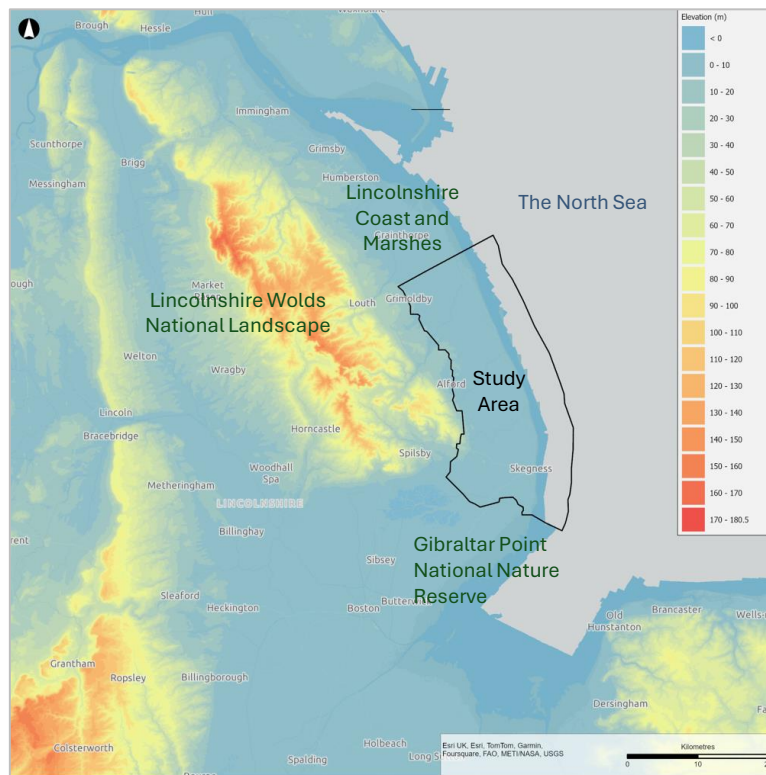 Brough
Hessle
Hull
Elevation (m)
< 0
0 - 10
10 - 20
20 - 30
30 - 40
40 - 50
50 - 60
60 - 70
70 - 80
80 - 90
90 - 100
100 - 110
110 - 120
120 - 130
130 - 140
140 - 150
150 - 160
160 - 170
170 - 180.5
Immingham
Scunthorpe
Grimsby
Brigg
Messingham
Humberston
Lincolnshire
Coast and
Marshes
The North Sea
Grainthorpe
Market
Lincolnshire Wolds
National Landscape
Louth
Grimoldby
Welton
Wragby
Alford
Study
Area
Lincoln
Bracebridge
Horncastle
Spilsby
Woodhall
Spa
Skegness
Metheringham
LINCOLNSHIRE
Billinghay
Gibraltar Point
National Nature
Reserve
Sibsey
Sleaford
Heckington
Boston
Butterwick
Old
Hunstanton
Brancaster
Wells-
Grantham
Ropsley
Billingborough
Dersingham
Colsterworth
Holbeach
Spalding
Long
Esri UK, Esri, TomTom, Garmin,
Foursquare, FAO, METI/NASA, USGS
Kilometres
0
10